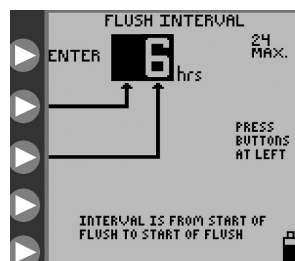 FLUSH INTERVAL
ENTER 6 hrs
24
MAX.
PRESS
BUTTONS
AT LEFT
INTERVAL IS FROM START OF
FLUSH TO START OF FLUSH